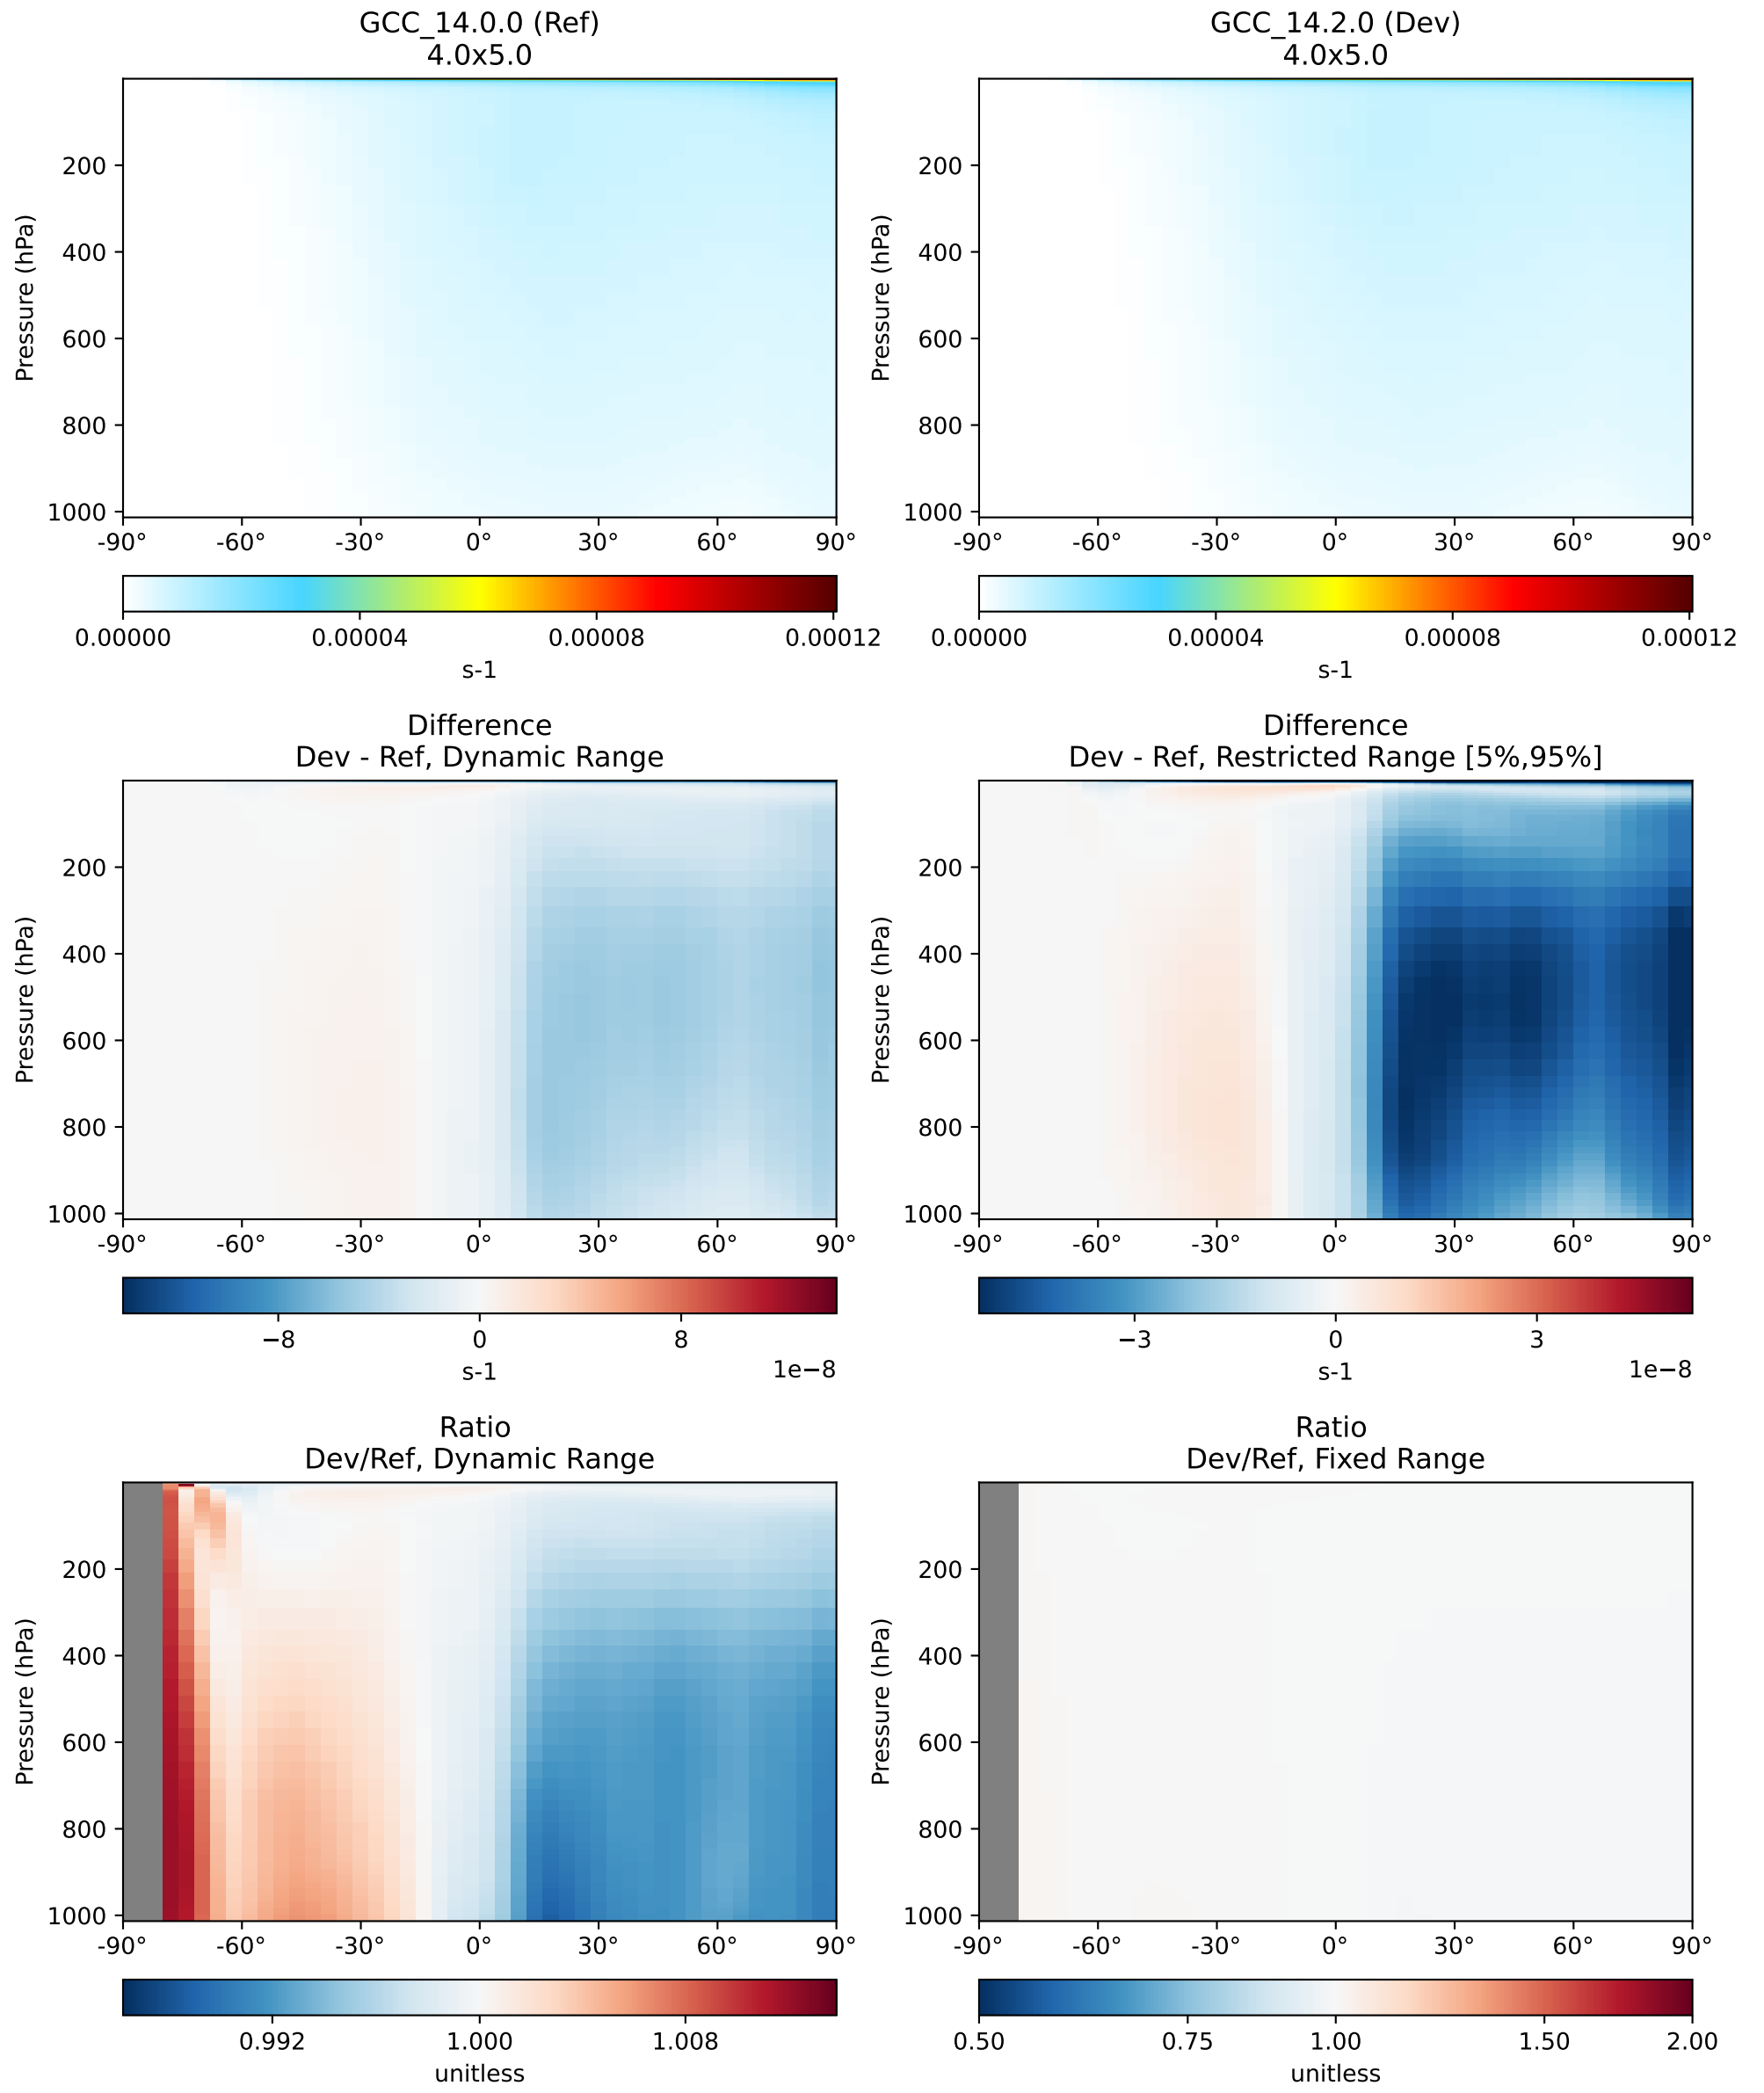 GCC_14.0.0 (Ref)
4.0x5.0
Pressure (hPa)
200
400
600
800
1000
-90° -60° -30° 0° 30° 60° 90°
0.00000 0.00004 0.00008 0.00012
s-1
GCC_14.2.0 (Dev)
4.0x5.0
Pressure (hPa)
200
400
600
800
1000
-90° -60° -30° 0° 30° 60° 90°
0.00000 0.00004 0.00008 0.00012
s-1
Difference
Dev - Ref, Dynamic Range
Pressure (hPa)
200
400
600
800
1000
-90° -60° -30° 0° 30° 60° 90°
−8 0 8
s-1 1e−8
Difference
Dev - Ref, Restricted Range [5%,95%]
Pressure (hPa)
200
400
600
800
1000
-90° -60° -30° 0° 30° 60° 90°
−3 0 3
s-1 1e−8
Ratio
Dev/Ref, Dynamic Range
Pressure (hPa)
200
400
600
800
1000
-90° -60° -30° 0° 30° 60° 90°
0.992 1.000 1.008
unitless
Ratio
Dev/Ref, Fixed Range
Pressure (hPa)
200
400
600
800
1000
-90° -60° -30° 0° 30° 60° 90°
0.50 0.75 1.00 1.50 2.00
unitless